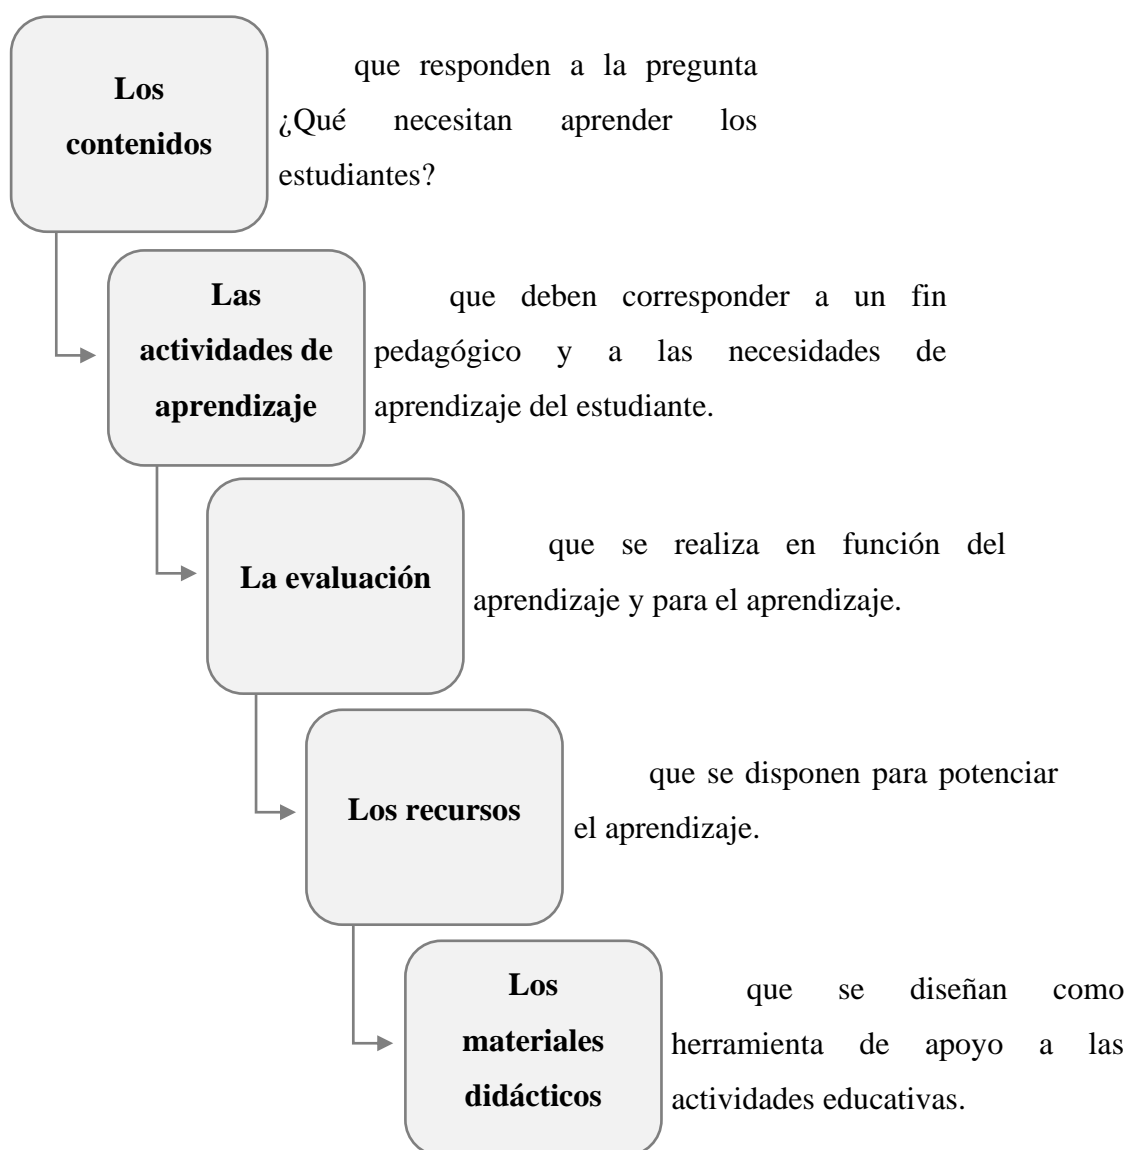 Los
contenidos
que responden a la pregunta
¿Qué necesitan aprender los
estudiantes?
Las
actividades de
aprendizaje
que deben corresponder a un fin
pedagógico y a las necesidades de
aprendizaje del estudiante.
La evaluación
que se realiza en función del
aprendizaje y para el aprendizaje.
Los recursos
que se disponen para potenciar
el aprendizaje.
Los
materiales
didácticos
que se diseñan como
herramienta de apoyo a las
actividades educativas.